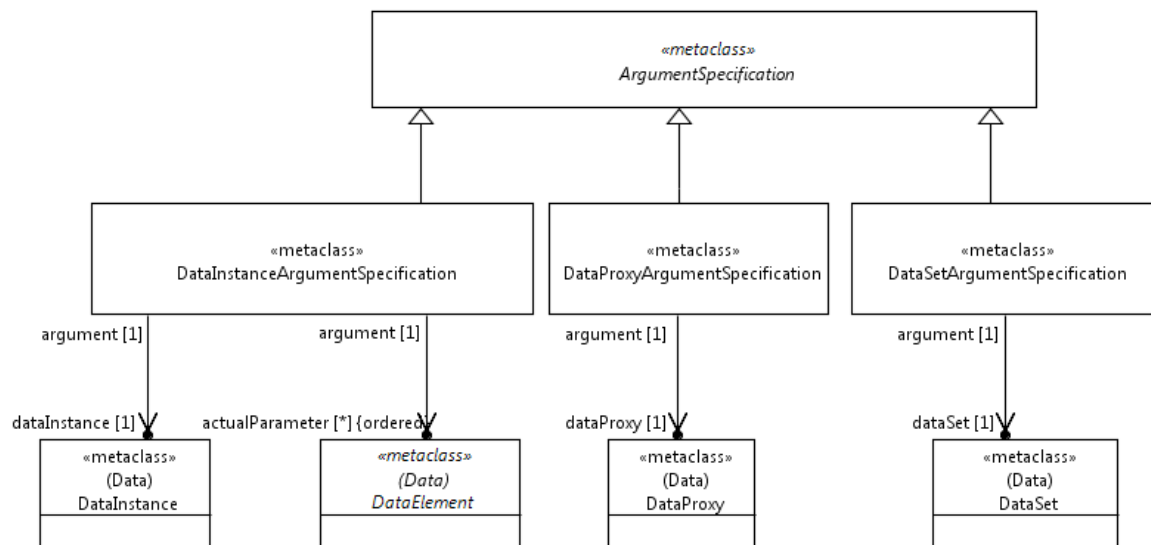 «metaclass»
ArgumentSpecification
«metaclass»
DataInstanceArgumentSpecification
«metaclass»
DataProxyArgumentSpecification
«metaclass»
DataSetArgumentSpecification
argument [1]
argument [1]
argument [1]
argument [1]
dataInstance [1]
actualParameter [*] {ordered}
dataProxy [1]
dataSet [1]
«metaclass»
(Data)
DataInstance
«metaclass»
(Data)
DataElement
«metaclass»
(Data)
DataProxy
«metaclass»
(Data)
DataSet